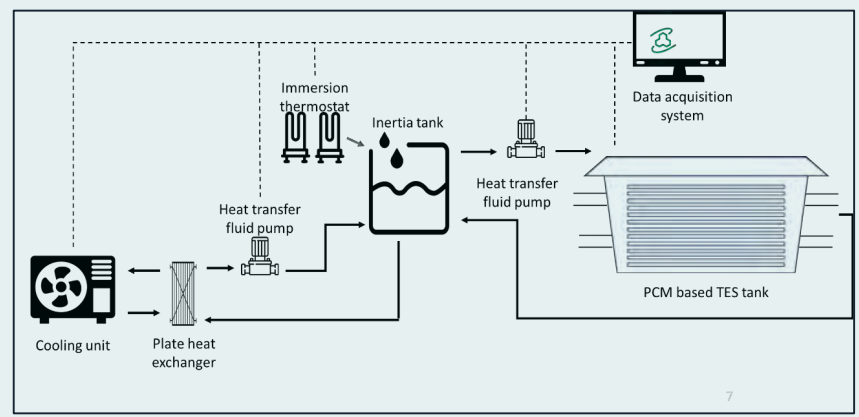 Immersion
thermostat
Inertia tank
Data acquisition
system
Heat transfer
fluid pump
Heat transfer
fluid pump
PCM based TES tank
Cooling unit
Plate heat
exchanger
7